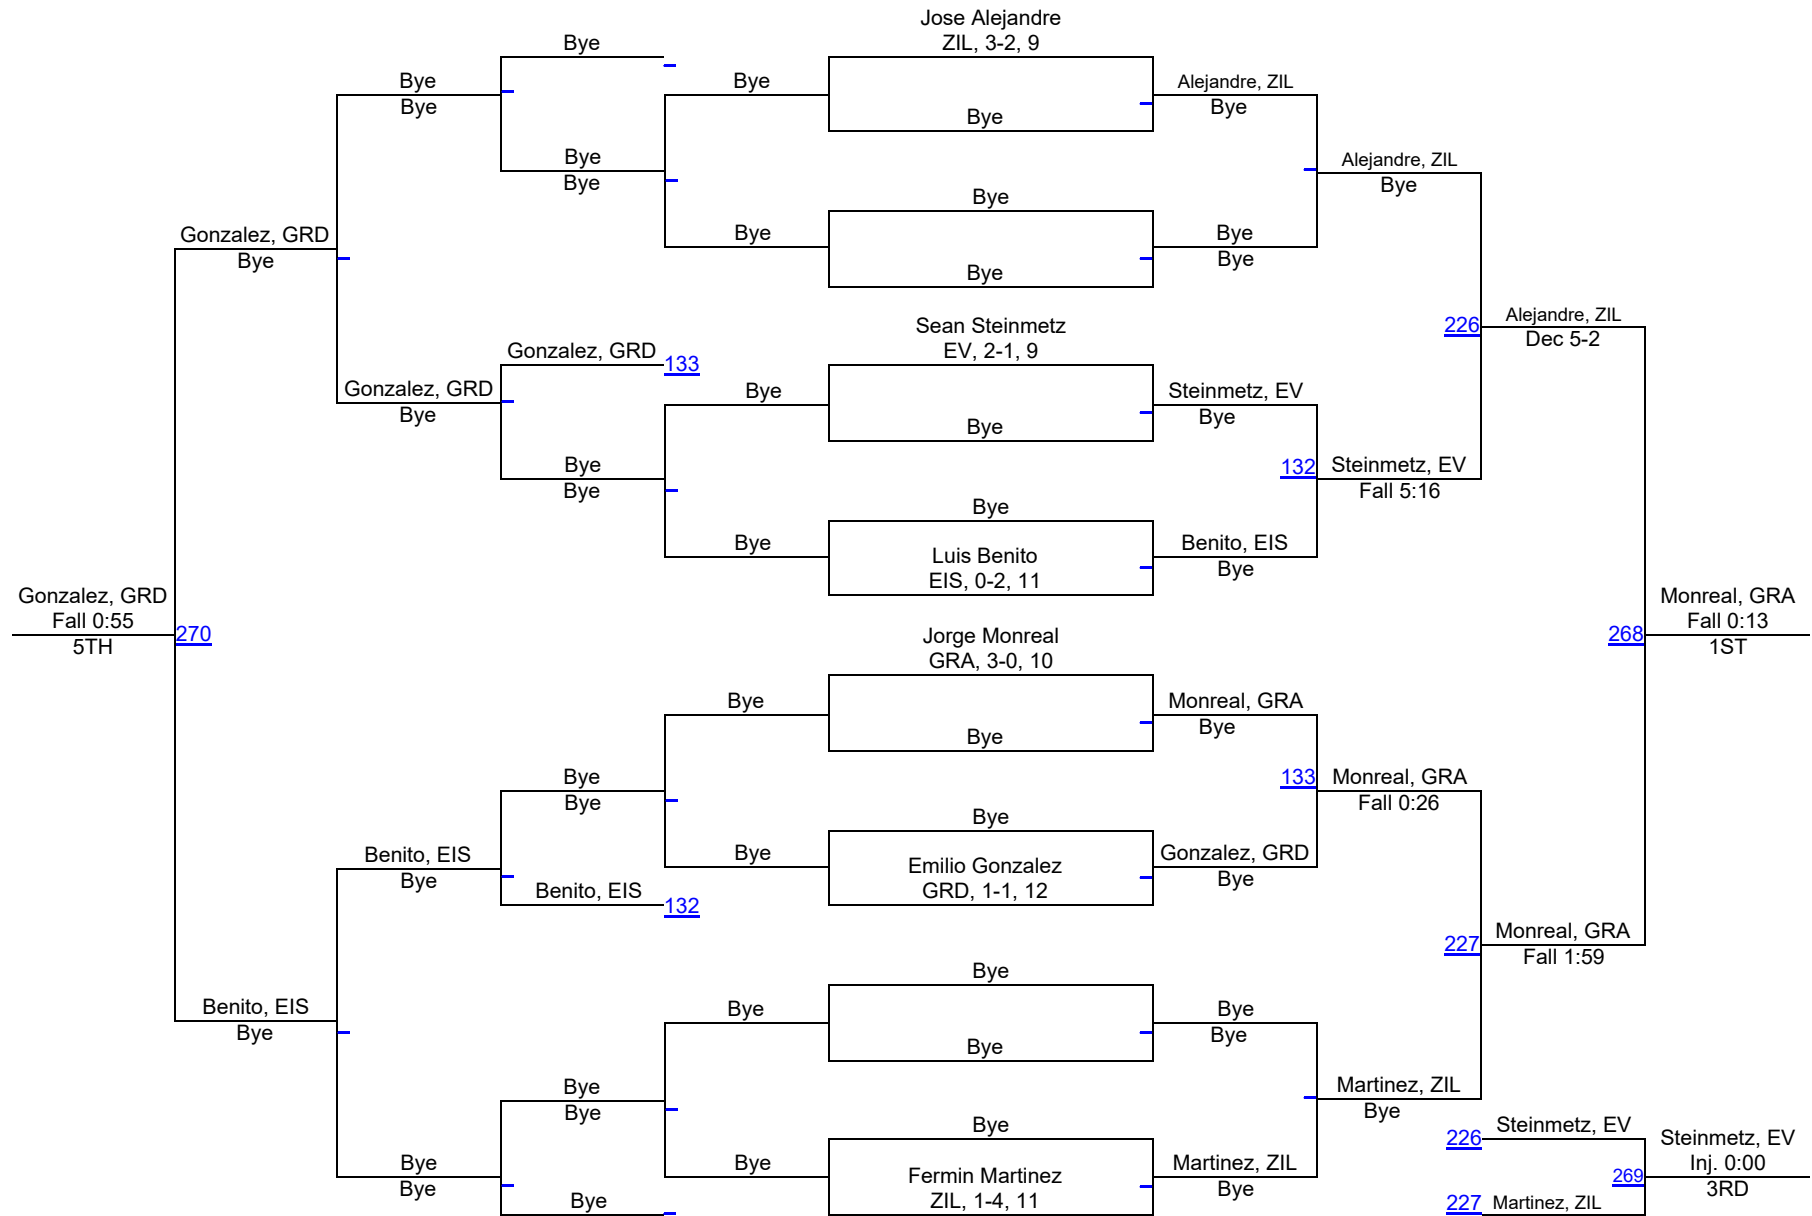 Jose Alejandre
ZIL, 3-2, 9
Bye
Bye
Bye
Bye
Bye
Bye
Alejandre, ZIL
Bye
Bye
Bye
Alejandre, ZIL
Bye
Bye
Bye
Bye
Bye
Bye
Bye
Gonzalez, GRD
Bye
Bye
Sean Steinmetz
EV, 2-1, 9
226
Alejandre, ZIL
Dec 5-2
Gonzalez, GRD
133
Gonzalez, GRD
Bye
Bye
Bye
Steinmetz, EV
Bye
Bye
Bye
132
Steinmetz, EV
Fall 5:16
Bye
Bye
Luis Benito
EIS, 0-2, 11
Benito, EIS
Bye
Gonzalez, GRD
Fall 0:55
5TH
270
Jorge Monreal
GRA, 3-0, 10
268
Monreal, GRA
Fall 0:13
1ST
Bye
Monreal, GRA
Bye
Bye
Bye
Bye
133
Monreal, GRA
Fall 0:26
Bye
Benito, EIS
Bye
Bye
Emilio Gonzalez
GRD, 1-1, 12
Gonzalez, GRD
Bye
Benito, EIS
132
227
Monreal, GRA
Fall 1:59
Bye
Benito, EIS
Bye
Bye
Bye
Bye
Bye
Bye
Bye
Martinez, ZIL
Bye
Bye
226
Steinmetz, EV
Steinmetz, EV
Inj. 0:00
3RD
269
Bye
Bye
Bye
Fermin Martinez
ZIL, 1-4, 11
Martinez, ZIL
Bye
Bye
227
Martinez, ZIL